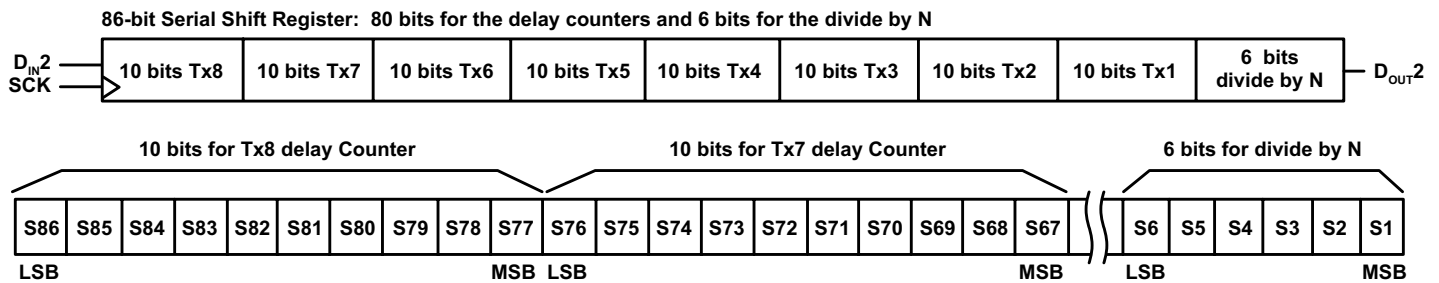 86-bit Serial Shift Register: 80 bits for the delay counters and 6 bits for the divide by N
DIN2
SCK
10 bits Tx8 10 bits Tx7 10 bits Tx6 10 bits Tx5 10 bits Tx4 10 bits Tx3 10 bits Tx2 10 bits Tx1
6 bits
divide by N
DOUT2
10 bits for Tx8 delay Counter 10 bits for Tx7 delay Counter 6 bits for divide by N
S86 S85 S84 S83 S82 S81 S80 S79 S78 S77 S76 S75 S74 S73 S72 S71 S70 S69 S68 S67 S6 S5 S4 S3 S2 S1
LSB MSB LSB MSB LSB MSB